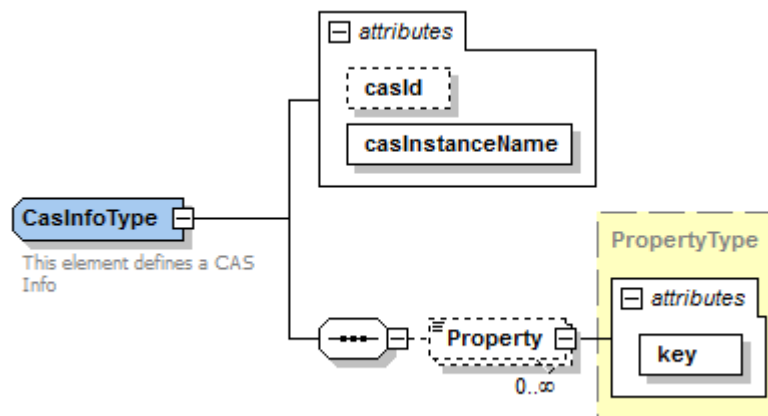 attributes
casId
casInstanceName
CasInfoType
This element defines a CAS
Info
PropertyType
attributes
Property
key
0..∞